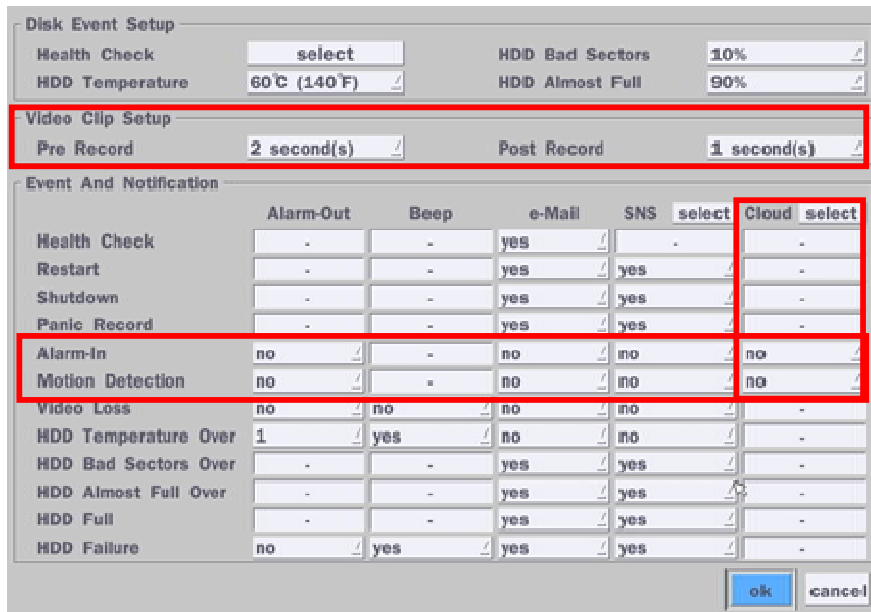 Disk Event Setup
Health Check select HDD Bad Sectors 10%
HDD Temperature 60℃ (140℉) HDD Almost Full 90%
Video Clip Setup
Pre Record 2 second(s) Post Record 1 second(s)
Event And Notification
Alarm-Out Beep e-Mail SNS select Cloud select
Health Check - - yes - -
Restart - - yes yes -
Shutdown - - yes yes -
Panic Record - - yes yes -
Alarm-In no - no no no
Motion Detection no - no no no
Video Loss no no no no -
HDD Temperature Over 1 yes no no -
HDD Bad Sectors Over - - yes yes -
HDD Almost Full Over - - yes yes -
HDD Full - - yes yes -
HDD Failure no yes yes yes -
ok cancel